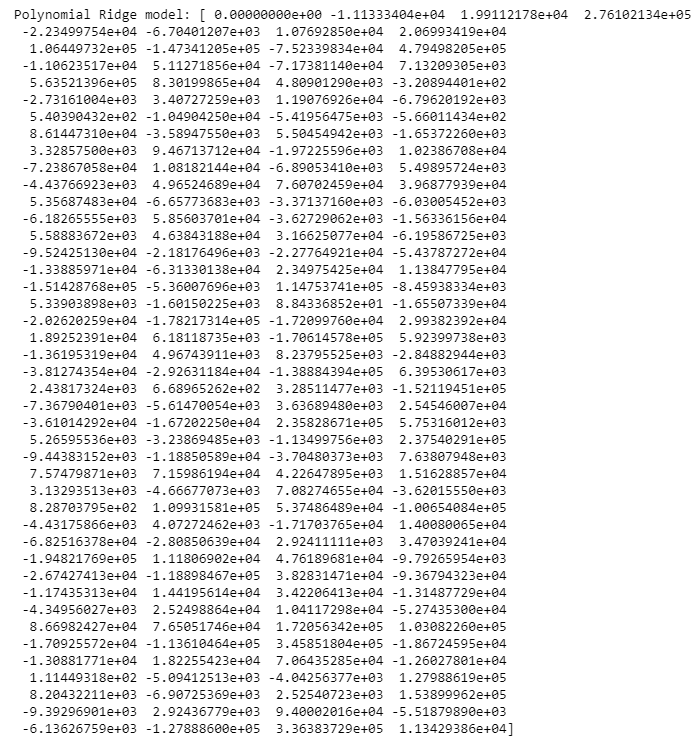 Polynomial Ridge model: [ 0.00000000e+00 -1.11333404e+04  1.99112178e+04  2.76102134e+05
 -2.23499754e+04 -6.70401207e+03  1.07692850e+04  2.06993419e+04
  1.06449732e+05 -1.47341205e+05 -7.52339834e+04  4.79498205e+05
 -1.10623517e+04  5.11271856e+04 -7.17381140e+04  7.13209305e+03
  5.63521396e+04  8.30199865e+04  4.80901290e+03 -3.20894401e+02
 -2.73161004e+03  3.40727259e+03  1.19076926e+04 -6.79620192e+03
  5.40390432e+02 -1.04904250e+04 -5.41956475e+03 -5.66011434e+02
  8.61447310e+04 -3.58947550e+03  5.50454942e+03 -1.65372260e+03
  3.32857500e+03  9.46713712e+04 -1.97225596e+03  1.02386708e+04
 -7.23867058e+04  1.08182144e+04 -6.89053410e+03  5.49895724e+03
 -4.43766923e+03  4.96524689e+04  7.60702459e+04  3.96877939e+04
  5.35687483e+04 -6.65773683e+03 -3.37137160e+03 -6.03005452e+03
 -6.18265555e+03  5.85603701e+04 -3.62729062e+03 -1.56336156e+04
  5.58883672e+03  4.63843188e+04  3.16625077e+04 -6.19586725e+03
 -9.52425130e+04 -2.18176496e+03 -2.27764921e+04 -5.43787272e+04
 -1.33885971e+04 -6.31330138e+04  2.34975425e+04  1.13847795e+04
 -1.51428768e+05 -5.36007696e+03  1.14753741e+05 -8.45938334e+03
  5.33903898e+03 -1.60150225e+03  8.84336852e+01 -1.65507339e+04
 -2.02620259e+04 -1.78217314e+05 -1.72099760e+04  2.99382392e+04
  1.89252391e+04  6.18118735e+03 -1.70614578e+05  5.92399738e+03
 -1.36195319e+04  4.96743911e+03  8.23795525e+03 -2.84882944e+03
 -3.81274354e+04 -2.92631184e+04 -1.38884394e+05  6.39530617e+03
  2.43817324e+03  6.68965262e+02  3.28511477e+03 -1.52119451e+05
 -7.36790401e+03 -5.61470054e+03  3.63689480e+03  2.54546007e+04
 -3.61014292e+04 -1.67202250e+04  2.35828671e+05  5.75316012e+03
  5.26595536e+03 -3.23869485e+03 -1.13499756e+03  2.37540291e+05
 -9.44383152e+03 -1.18850589e+04 -3.70480373e+03  7.63807948e+03
  7.57479871e+03  7.15986194e+04  4.22647895e+03  1.51628857e+04
  3.13293513e+03 -4.66677073e+03  7.08274655e+04 -3.62015550e+03
  8.28703795e+02  1.09931581e+05  5.37486489e+04 -1.00654084e+05
 -4.43175866e+03  4.07272462e+03 -1.71703765e+04  1.40080065e+04
 -6.82516378e+04 -2.80850639e+04  2.92411111e+03  3.47039241e+04
 -1.94821769e+05  1.11806902e+04  4.76189681e+04 -9.79265954e+03
 -2.67427413e+04 -1.18898467e+05  3.82831471e+04 -9.36794323e+04
 -1.17435313e+04  1.44195614e+04  3.42206413e+04 -1.31487729e+04
 -4.34956027e+03  2.52498864e+04  1.04117298e+04 -5.27435300e+04
  8.66982427e+04  7.65051746e+04  1.72056342e+05  1.03082260e+05
 -1.70925572e+04 -1.13610464e+05  3.45851804e+05 -1.86724595e+04
 -1.30881771e+04  1.82255423e+04  7.06435285e+04 -1.26027801e+04
  1.11449318e+02 -5.09412513e+03 -4.04256377e+03  1.27988619e+05
  8.20432211e+03 -6.90725369e+03  2.52540723e+03  1.53899962e+05
 -9.39296901e+03  2.92436779e+03  9.40002016e+04 -5.51879890e+03
 -6.13626759e+03 -1.27888600e+05  3.36383729e+05  1.13429386e+04]